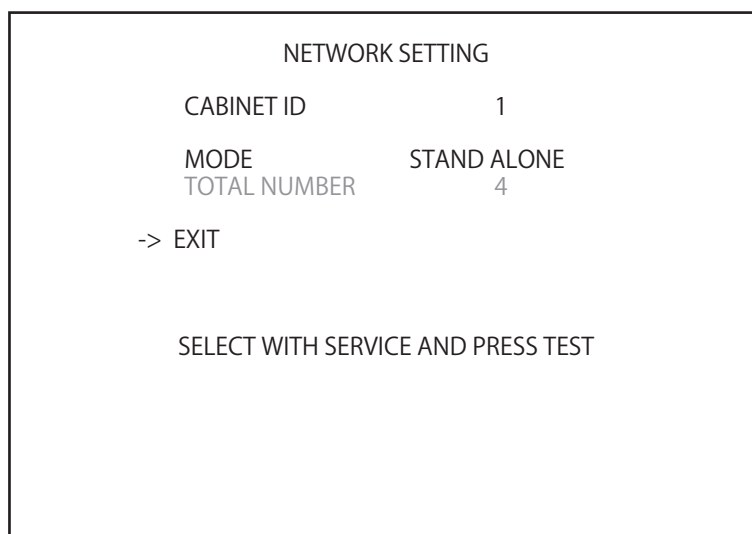 NETWORK SETTING
CABINET ID 1
MODE STAND ALONE
TOTAL NUMBER 4
-> EXIT
SELECT WITH SERVICE AND PRESS TEST